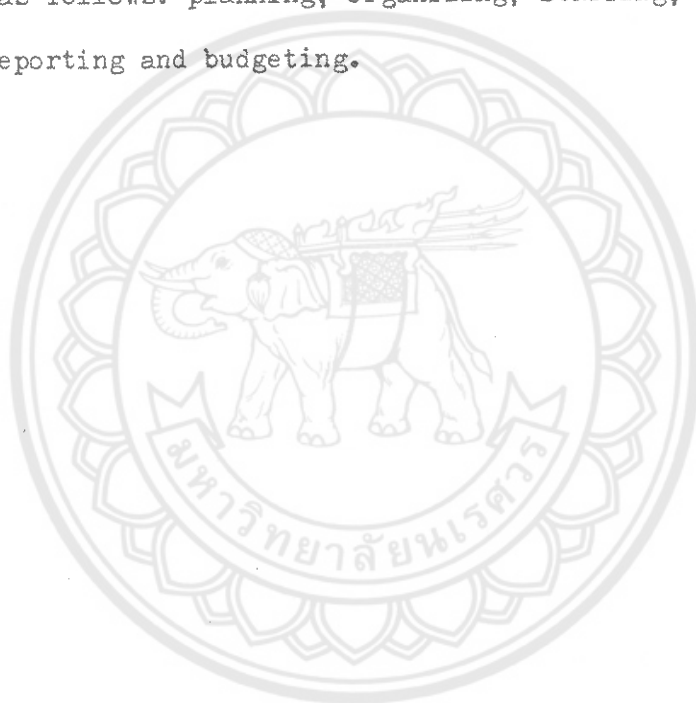 as follows: planning, organizing, staffing,
eporting and budgeting.
มหาวิทยาลัยนเรศวร